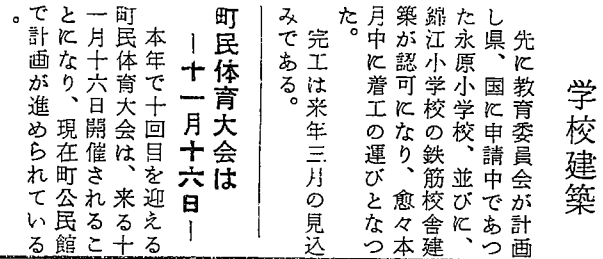 学校建築
先に教育委員会が計画
し県、国に申請中であつ
た永原小学校、並びに、
錦江小学校の鉄筋校舎建
築が認可になり、愈々本
月中に着工の運びとなつ
た。
完工は来年三月の見込
みである。
町民体育大会は
―十一月十六日―
本年で十回目を迎える
町民体育大会は、来る十
一月十六日開催されるこ
とになり、現在町公民館
で計画が進められている
。